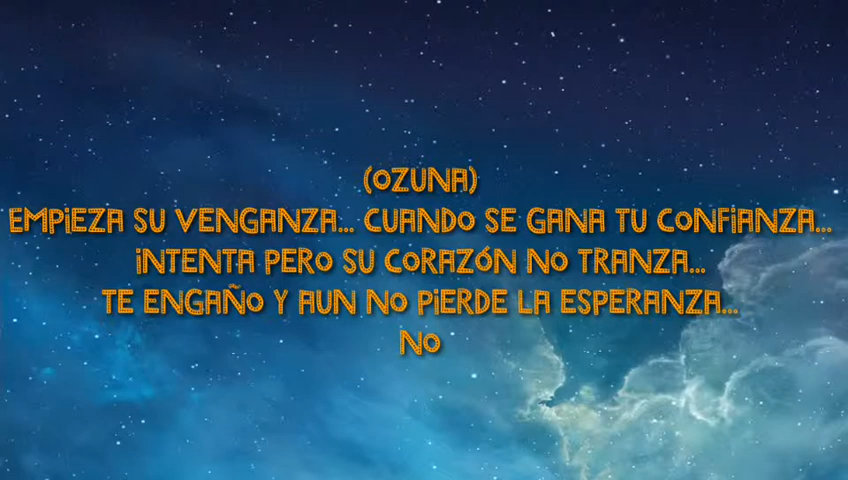 (OZUNA)
EMPiEZA SU VENGANZA... CUANDO SE GANA TU CONFiANZA...
iNTENTA PERO SU CORAZÓN NO TRANZA...
TE ENGAÑO Y AUN NO PiERDE LA ESPERANZA...
NO